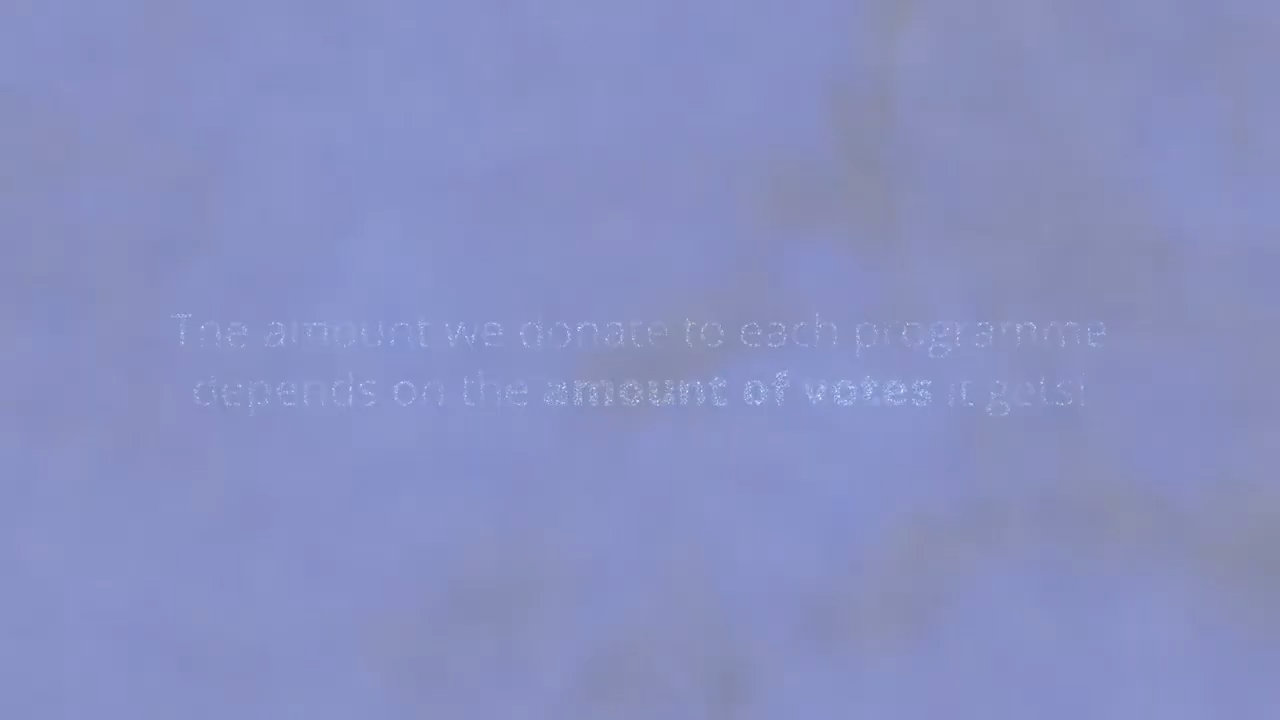 The amount we donate to each programme
depends on the amount of votes it gets!